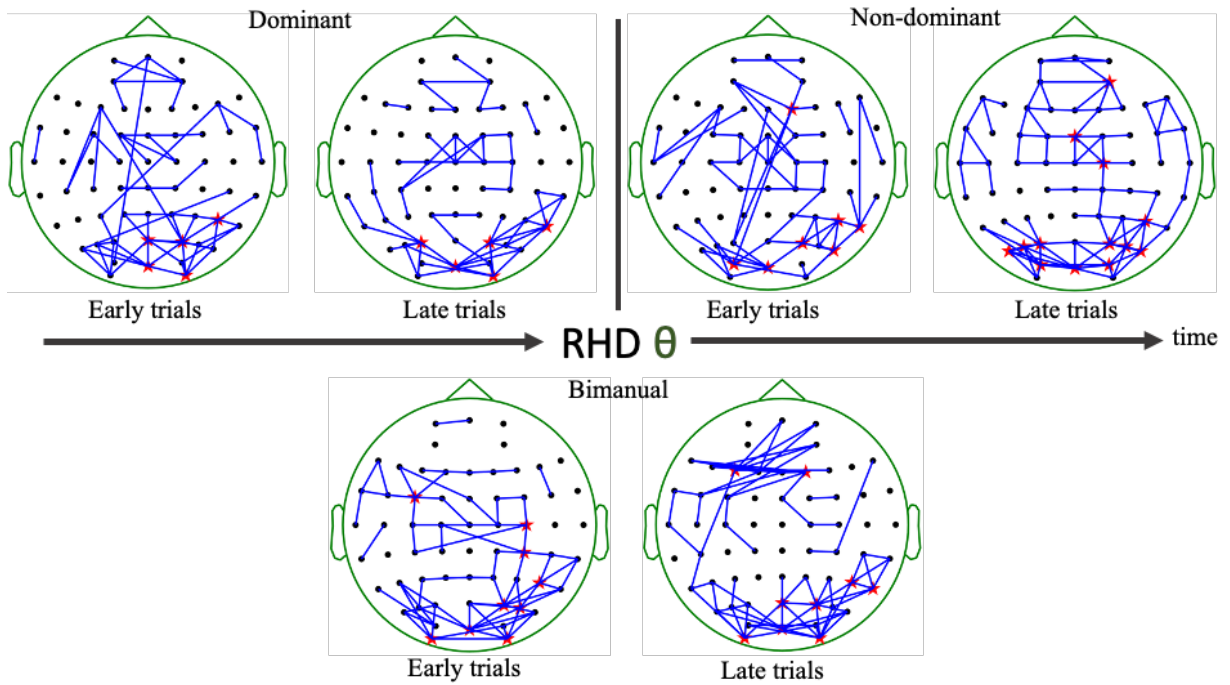 Dominant
Non-dominant
Early trials
Late trials
Early trials
Late trials
RHD θ
time
Bimanual
Early trials
Late trials